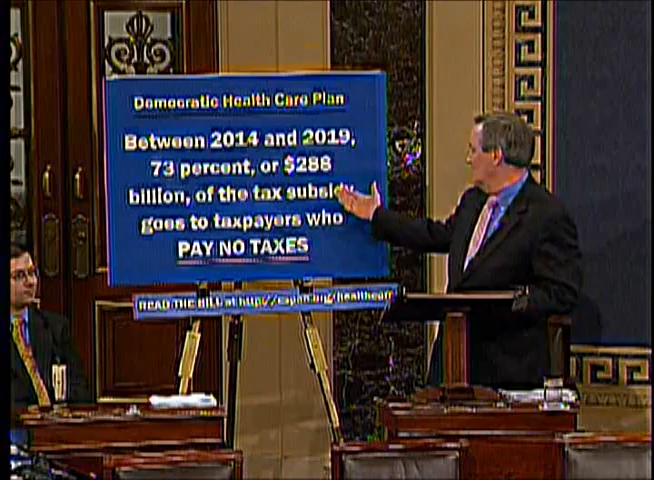 Democratic Health Care Plan
Between 2014 and 2019,
73 percent, or $288
billion, of the tax subsidy
goes to taxpayers who
PAY NO TAXES
READ THE BILL at http://